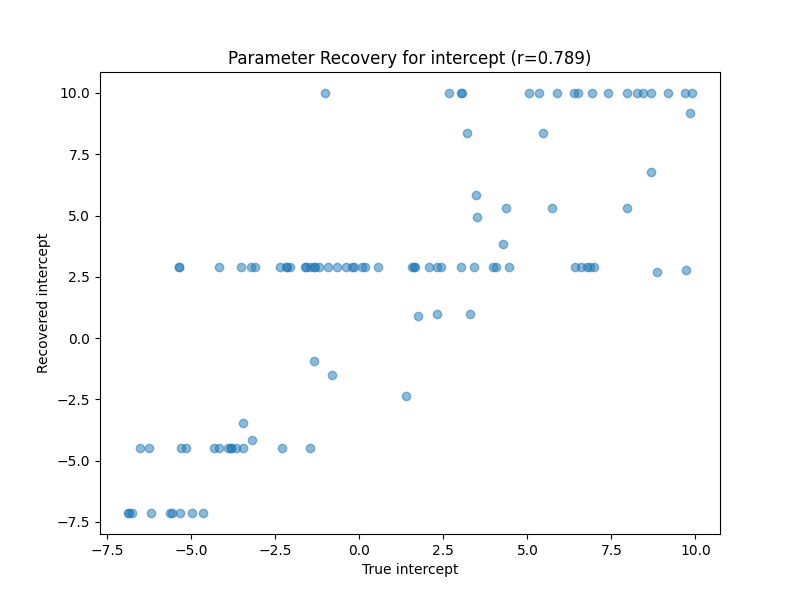 Parameter Recovery for intercept (r=0.789)
10.0
7.5
5.0
2.5
0.0
−2.5
−5.0
−7.5
Recovered intercept
−7.5 −5.0 −2.5 0.0 2.5 5.0 7.5 10.0
True intercept